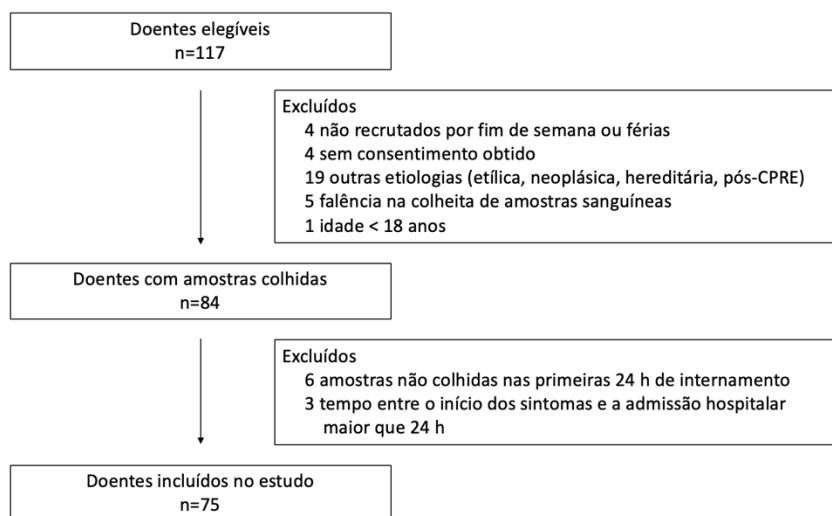 Doentes elegíveis
n=117
Excluídos
4 não recrutados por fim de semana ou férias
4 sem consentimento obtido
19 outras etiologias (etílica, neoplásica, hereditária, pós-CPRE)
5 falência na colheita de amostras sanguíneas
1 idade < 18 anos
Doentes com amostras colhidas
n=84
Excluídos
6 amostras não colhidas nas primeiras 24 h de internamento
3 tempo entre o início dos sintomas e a admissão hospitalar
maior que 24 h
Doentes incluídos no estudo
n=75